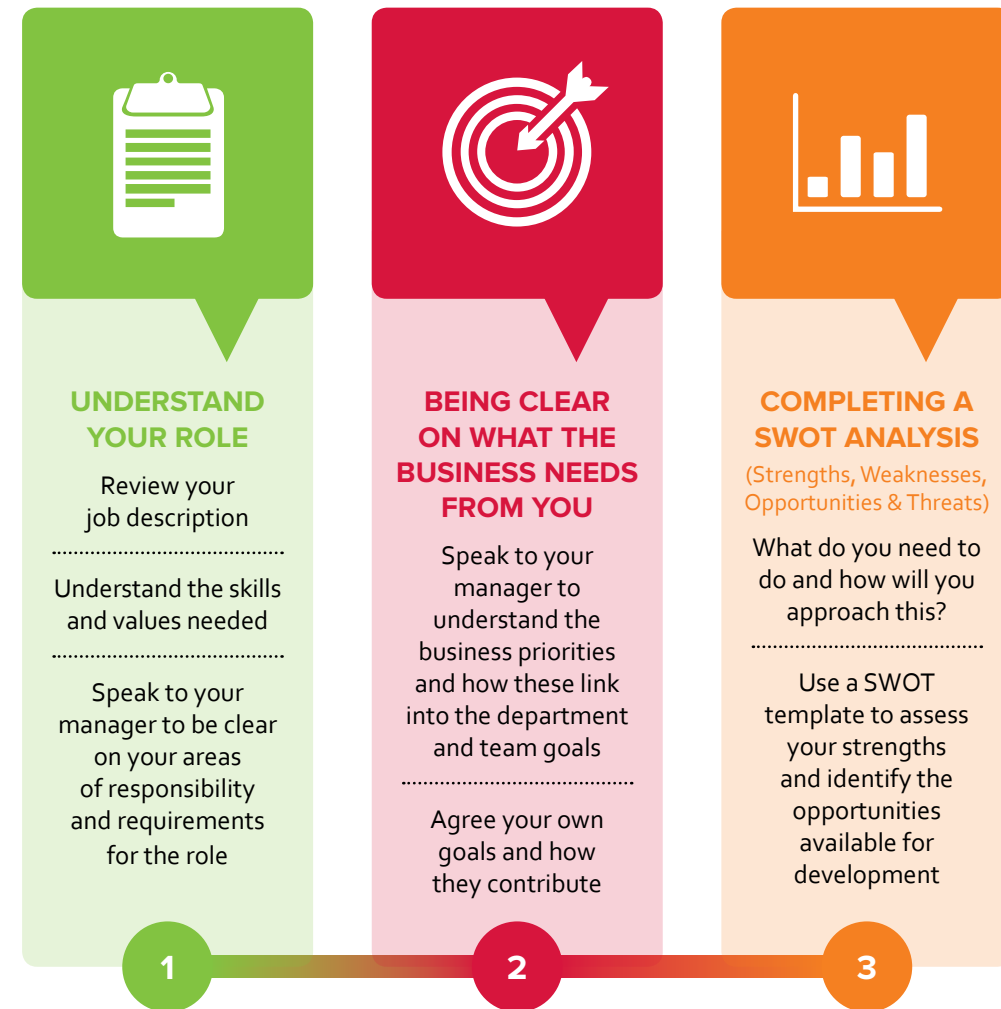 UNDERSTAND
YOUR ROLE
Review your
job description
Understand the skills
and values needed
Speak to your
manager to be clear
on your areas
of responsibility
and requirements
for the role
1
BEING CLEAR
ON WHAT THE
BUSINESS NEEDS
FROM YOU
Speak to your
manager to
understand the
business priorities
and how these link
into the department
and team goals
Agree your own
goals and how
they contribute
2
COMPLETING A
SWOT ANALYSIS
(Strengths, Weaknesses,
Opportunities & Threats)
What do you need to
do and how will you
approach this?
Use a SWOT
template to assess
your strengths
and identify the
opportunities
available for
development
3